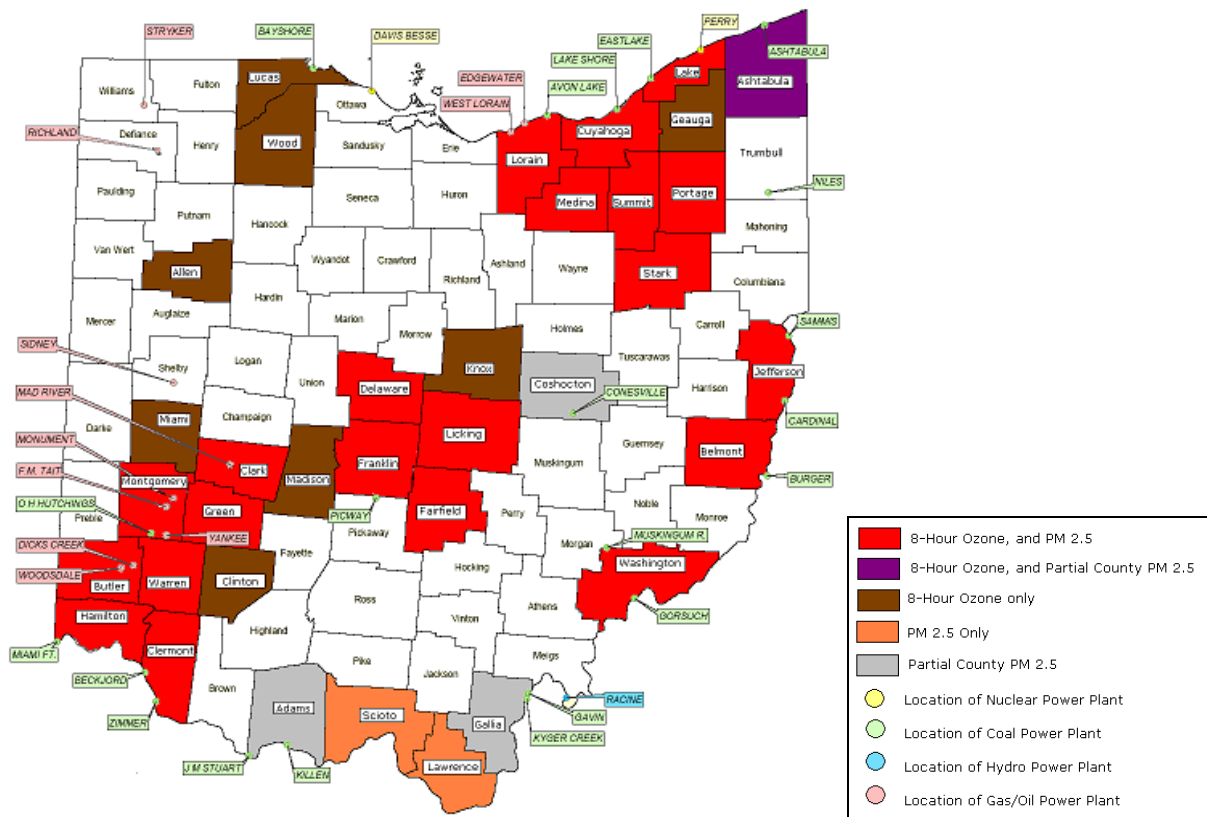 STRYKER
BAYSHORE
DAVIS BESSE
EASTLAKE
PERRY
ASHTABULA
LAKE SHORE
EDGEWATER
AVON LAKE
WEST LORAIN
RICHLAND
NILES
Williams
Fulton
Lucas
Ottawa
Lake
Ashtabula
Geauga
Cuyahoga
Defiance
Henry
Wood
Sandusky
Erie
Lorain
Trumbull
Paulding
Putnam
Hancock
Seneca
Huron
Medina
Summit
Portage
Mahoning
Van Wert
Allen
Wyandot
Crawford
Richland
Ashland
Wayne
Stark
Columbiana
Mercer
Auglaize
Hardin
Marion
Morrow
Holmes
Carroll
SAMMIS
SIDNEY
Shelby
Logan
Union
Delaware
Knox
Coshocton
Tuscarawas
Harrison
Jefferson
MAD RIVER
CONESVILLE
CARDINAL
Darke
Miami
Champaign
Licking
Guernsey
Belmont
MONUMENT
F.M. TAIT
O H HUTCHINGS
Montgomery
Clark
Madison
Franklin
Muskingum
BURGER
Preble
Green
PICWAY
Fairfield
Perry
Noble
Monroe
DICKS CREEK
WOODSDALE
YANKEE
Pickaway
Fayette
Morgan
MUSKINGUM R.
Washington
Butler
Warren
Clinton
Hocking
Hamilton
Ross
Athens
GORSUCH
Clermont
Highland
Vinton
MIAMI FT.
BECKJORD
ZIMMER
Brown
Pike
Jackson
Meigs
RACINE
Adams
Scioto
Gallia
GAVIN
KYGER CREEK
J M STUART
KILLEN
Lawrence
8-Hour Ozone, and PM 2.5
8-Hour Ozone, and Partial County PM 2.5
8-Hour Ozone only
PM 2.5 Only
Partial County PM 2.5
Location of Nuclear Power Plant
Location of Coal Power Plant
Location of Hydro Power Plant
Location of Gas/Oil Power Plant